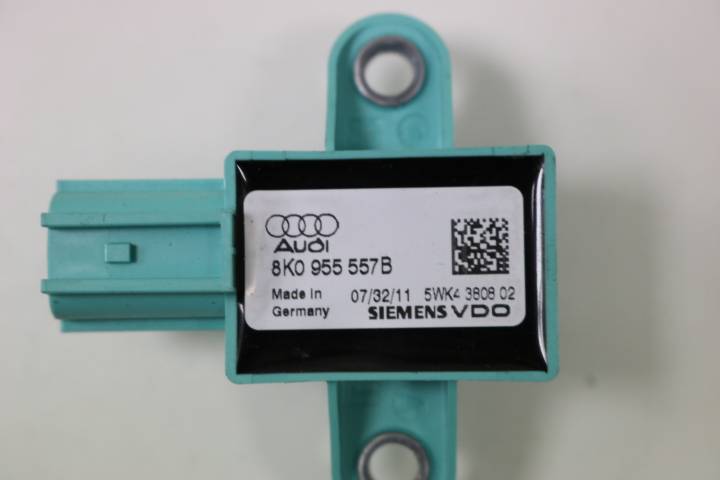 Audi
8K0 955 557B
Made in Germany
07/32/11 5WK4 3808 02
SIEMENS VDO